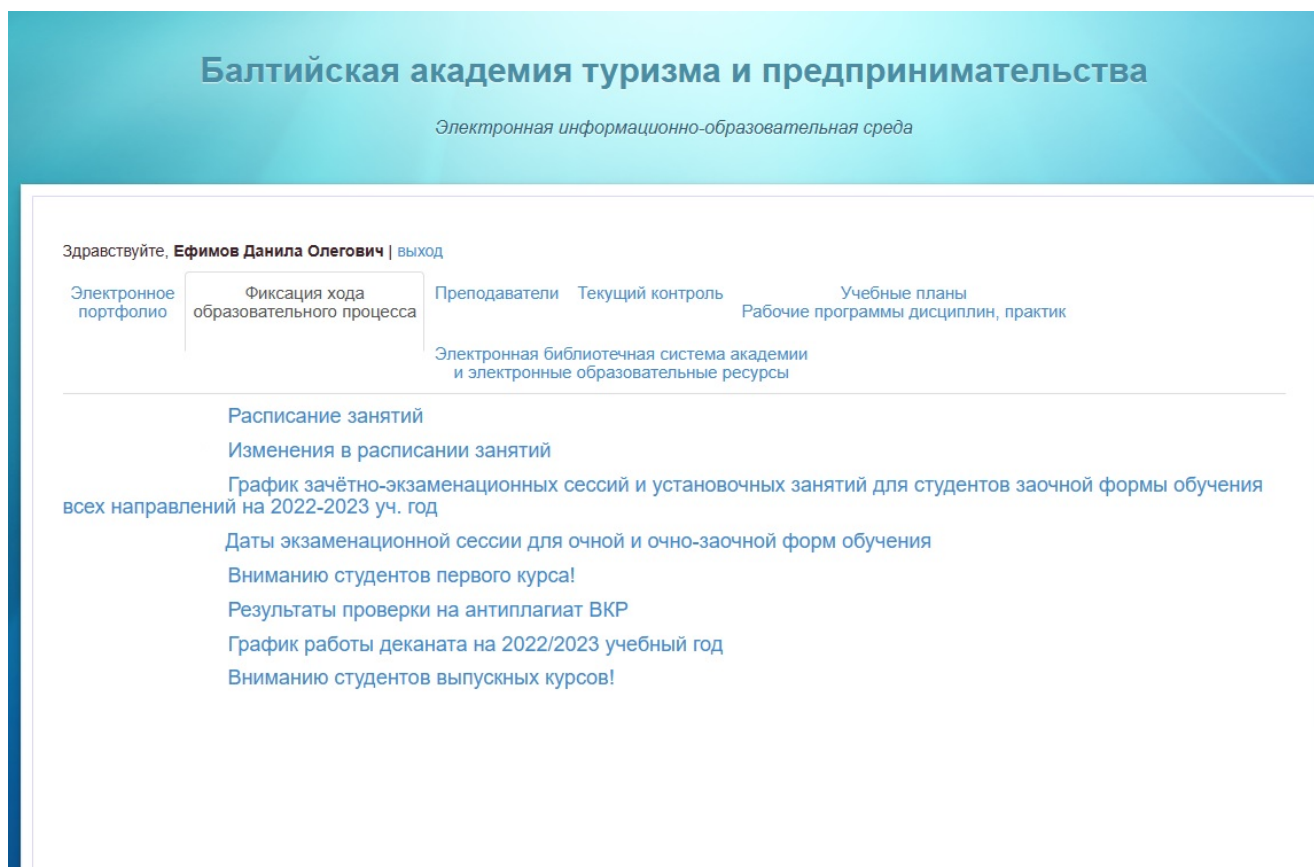 Балтийская академия туризма и предпринимательства
Электронная информационно-образовательная среда
Здравствуйте, Ефимов Данила Олегович | выход
Электронное
портфолио
Фиксация хода
образовательного процесса
Преподаватели
Текущий контроль
Учебные планы
Рабочие программы дисциплин, практик
Электронная библиотечная система академии
и электронные образовательные ресурсы
Расписание занятий
Изменения в расписании занятий
График зачётно-экзаменационных сессий и установочных занятий для студентов заочной формы обучения
всех направлений на 2022-2023 уч. год
Даты экзаменационной сессии для очной и очно-заочной форм обучения
Вниманию студентов первого курса!
Результаты проверки на антиплагиат ВКР
График работы деканата на 2022/2023 учебный год
Вниманию студентов выпускных курсов!